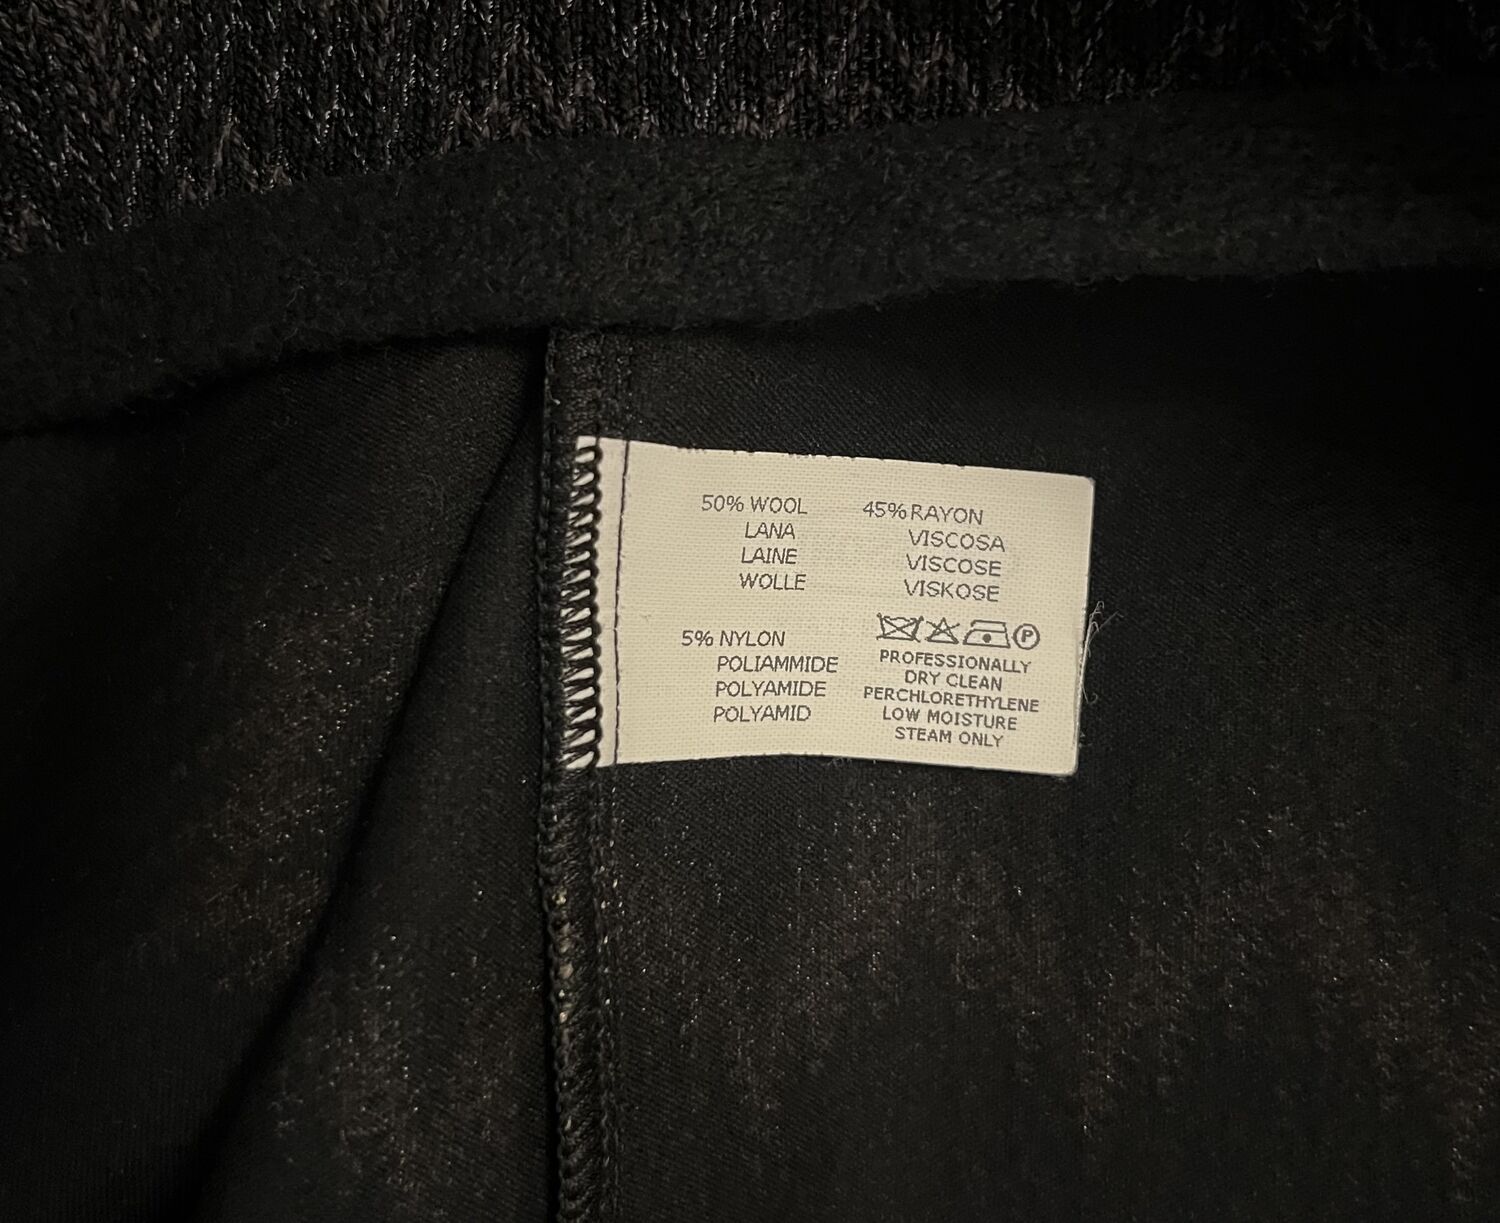 50% WOOL
LANA
LAINE
WOLLE
45% RAYON
VISCOSA
VISCOSE
VISKOSE
5% NYLON
POLIAMMIDE
POLYAMIDE
POLYAMID
P
PROFESSIONALLY
DRY CLEAN
PERCHLORETHYLENE
LOW MOISTURE
STEAM ONLY